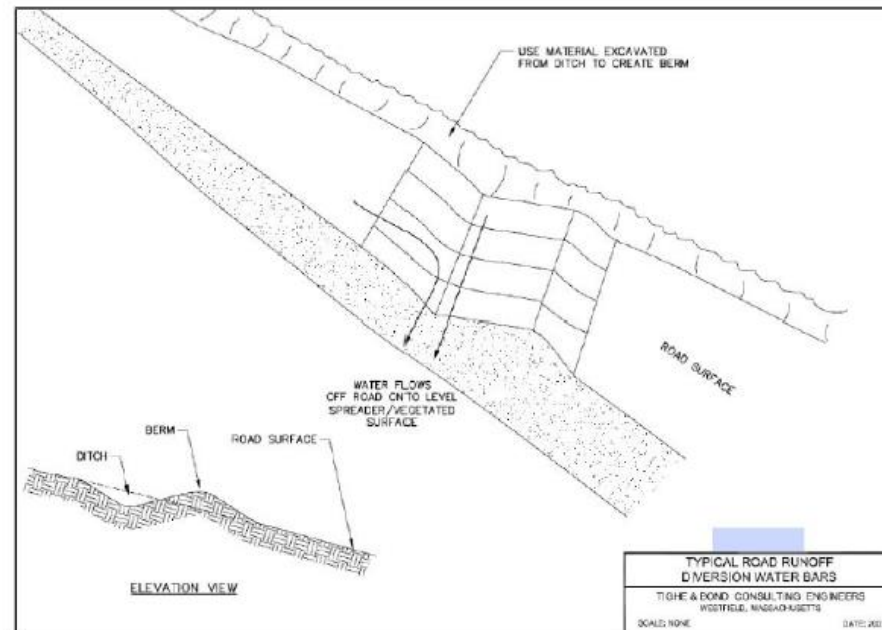 USE MATERIAL EXCAVATED
FROM DITCH TO CREATE BERM
ROAD SURFACE
WATER FLOWS
OFF ROAD ONTO LEVEL
SPREADER/VEGETATED
SURFACE
BERM
ROAD SURFACE
DITCH
ELEVATION VIEW
TYPICAL ROAD RUNOFF
DIVERSION WATER BARS
TIGHE & BOND CONSULTING ENGINEERS
WESTFIELD, MASSACHUSETTS
SCALE: NONE DATE: